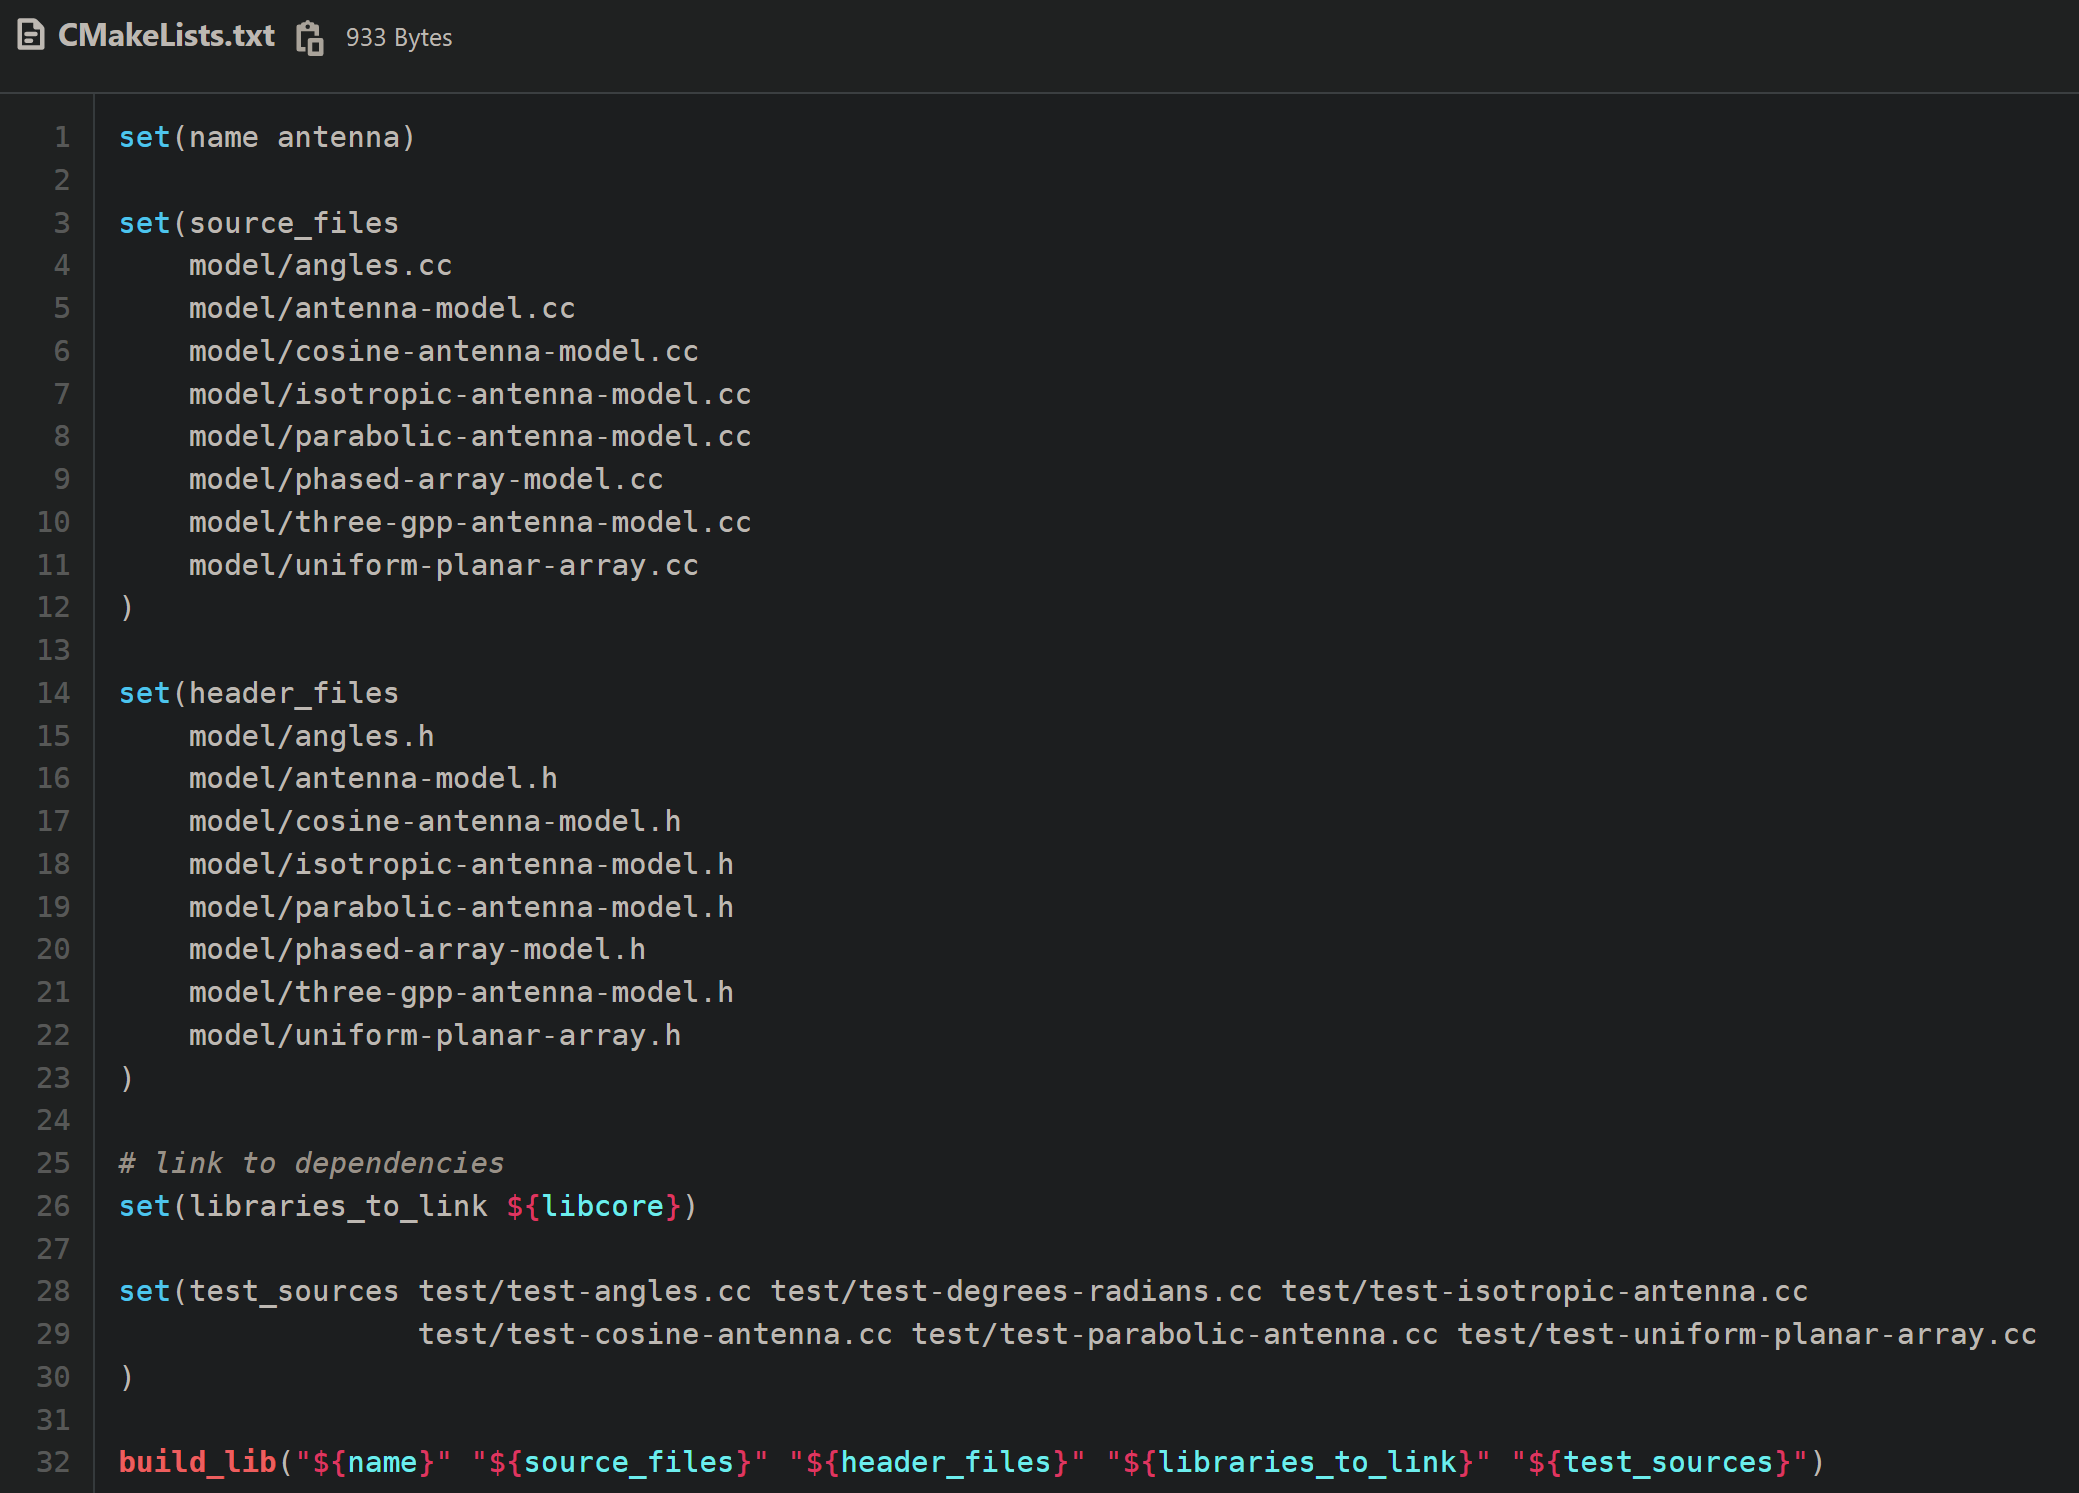 CMakeLists.txt 933 Bytes
1 set(name antenna)
2
3 set(source_files
4     model/angles.cc
5     model/antenna-model.cc
6     model/cosine-antenna-model.cc
7     model/isotropic-antenna-model.cc
8     model/parabolic-antenna-model.cc
9     model/phased-array-model.cc
10     model/three-gpp-antenna-model.cc
11     model/uniform-planar-array.cc
12 )
13
14 set(header_files
15     model/angles.h
16     model/antenna-model.h
17     model/cosine-antenna-model.h
18     model/isotropic-antenna-model.h
19     model/parabolic-antenna-model.h
20     model/phased-array-model.h
21     model/three-gpp-antenna-model.h
22     model/uniform-planar-array.h
23 )
24
25 # link to dependencies
26 set(libraries_to_link ${libcore})
27
28 set(test_sources test/test-angles.cc test/test-degrees-radians.cc test/test-isotropic-antenna.cc
29                  test/test-cosine-antenna.cc test/test-parabolic-antenna.cc test/test-uniform-planar-array.cc
30 )
31
32 build_lib("${name}" "${source_files}" "${header_files}" "${libraries_to_link}" "${test_sources}")